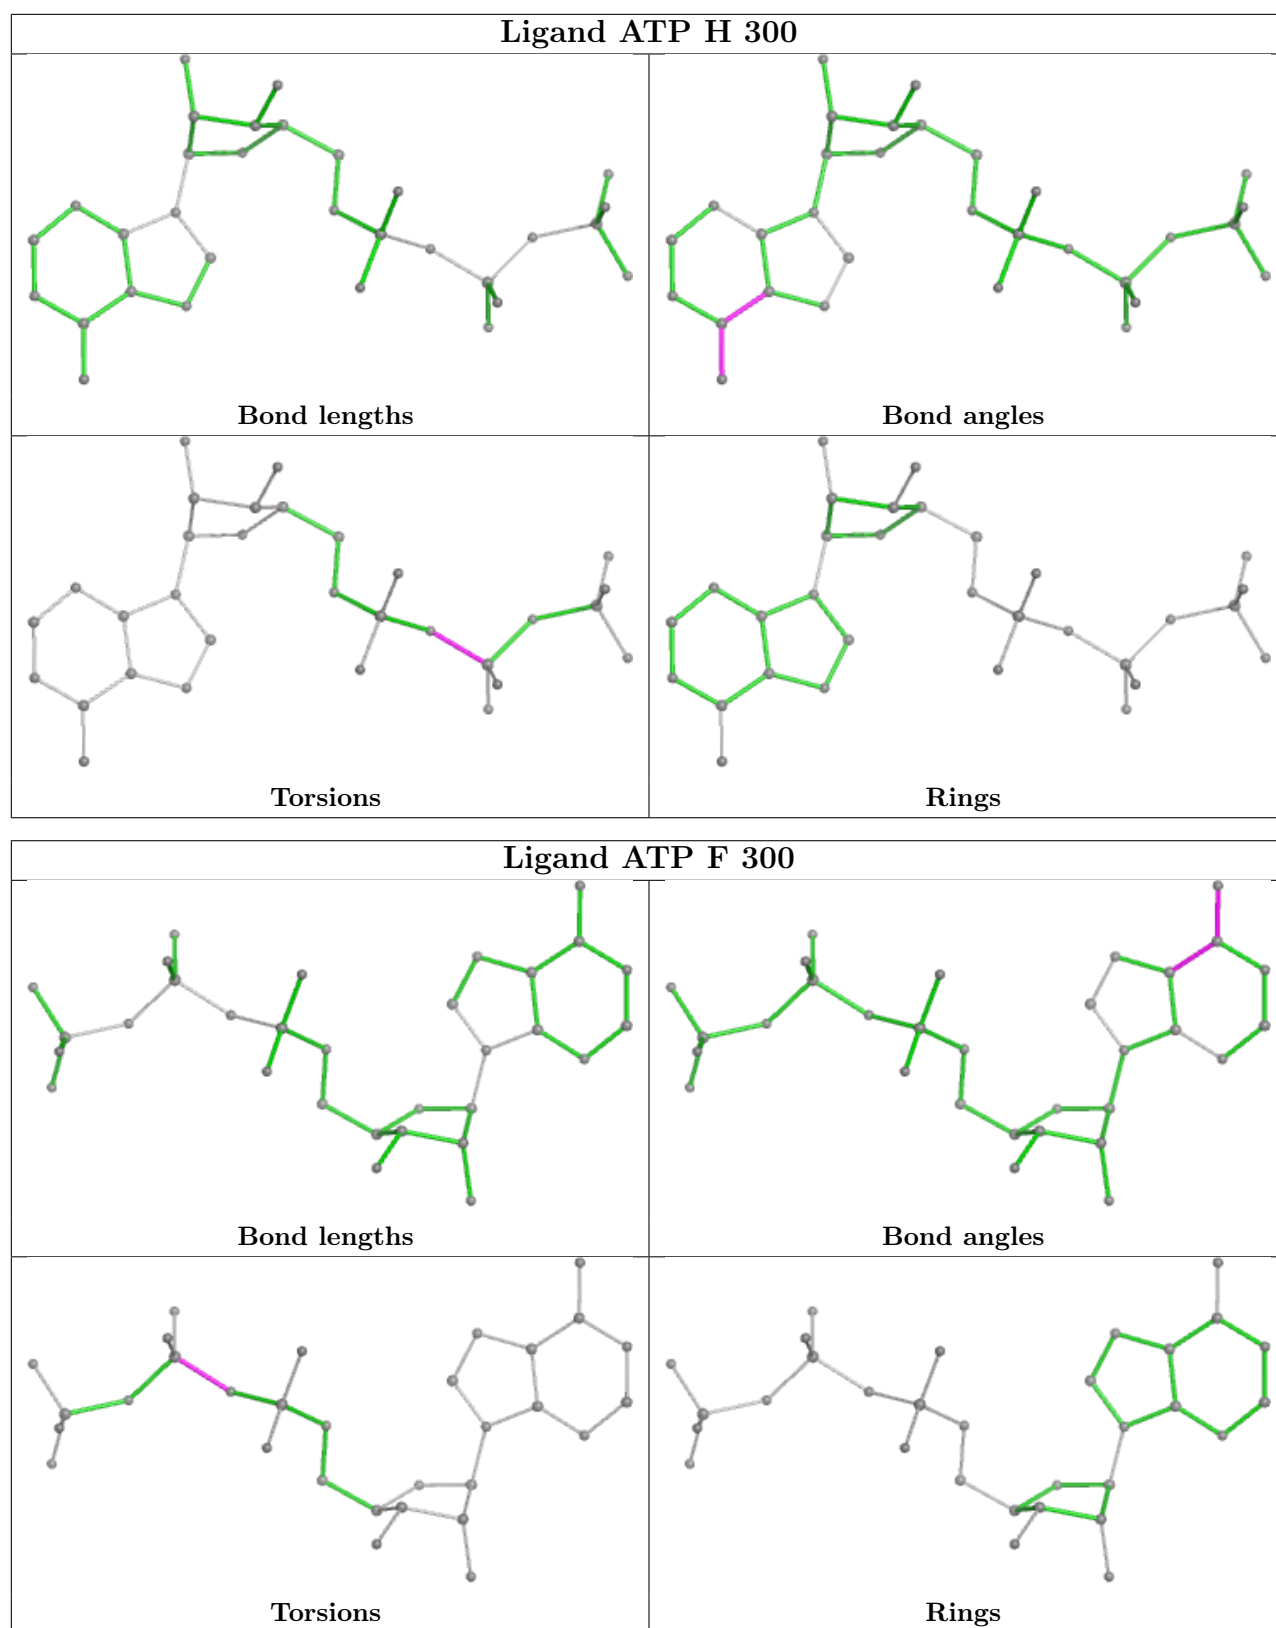 Ligand ATP H 300
Bond lengths
Bond angles
Torsions
Rings
Ligand ATP F 300
Bond lengths
Bond angles
Torsions
Rings